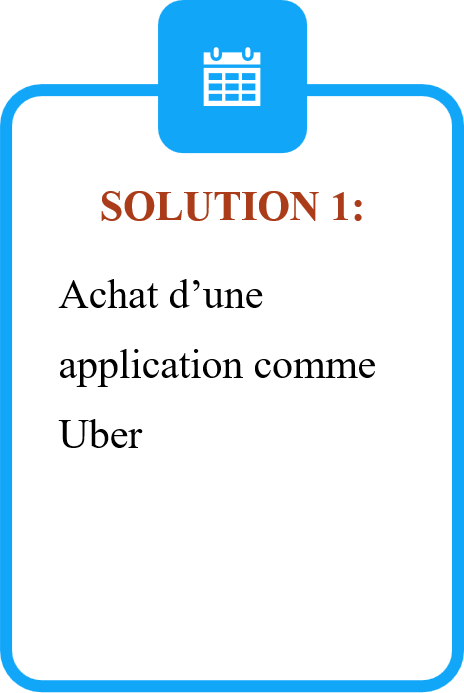 SOLUTION 1:
Achat d’une
application comme
Uber